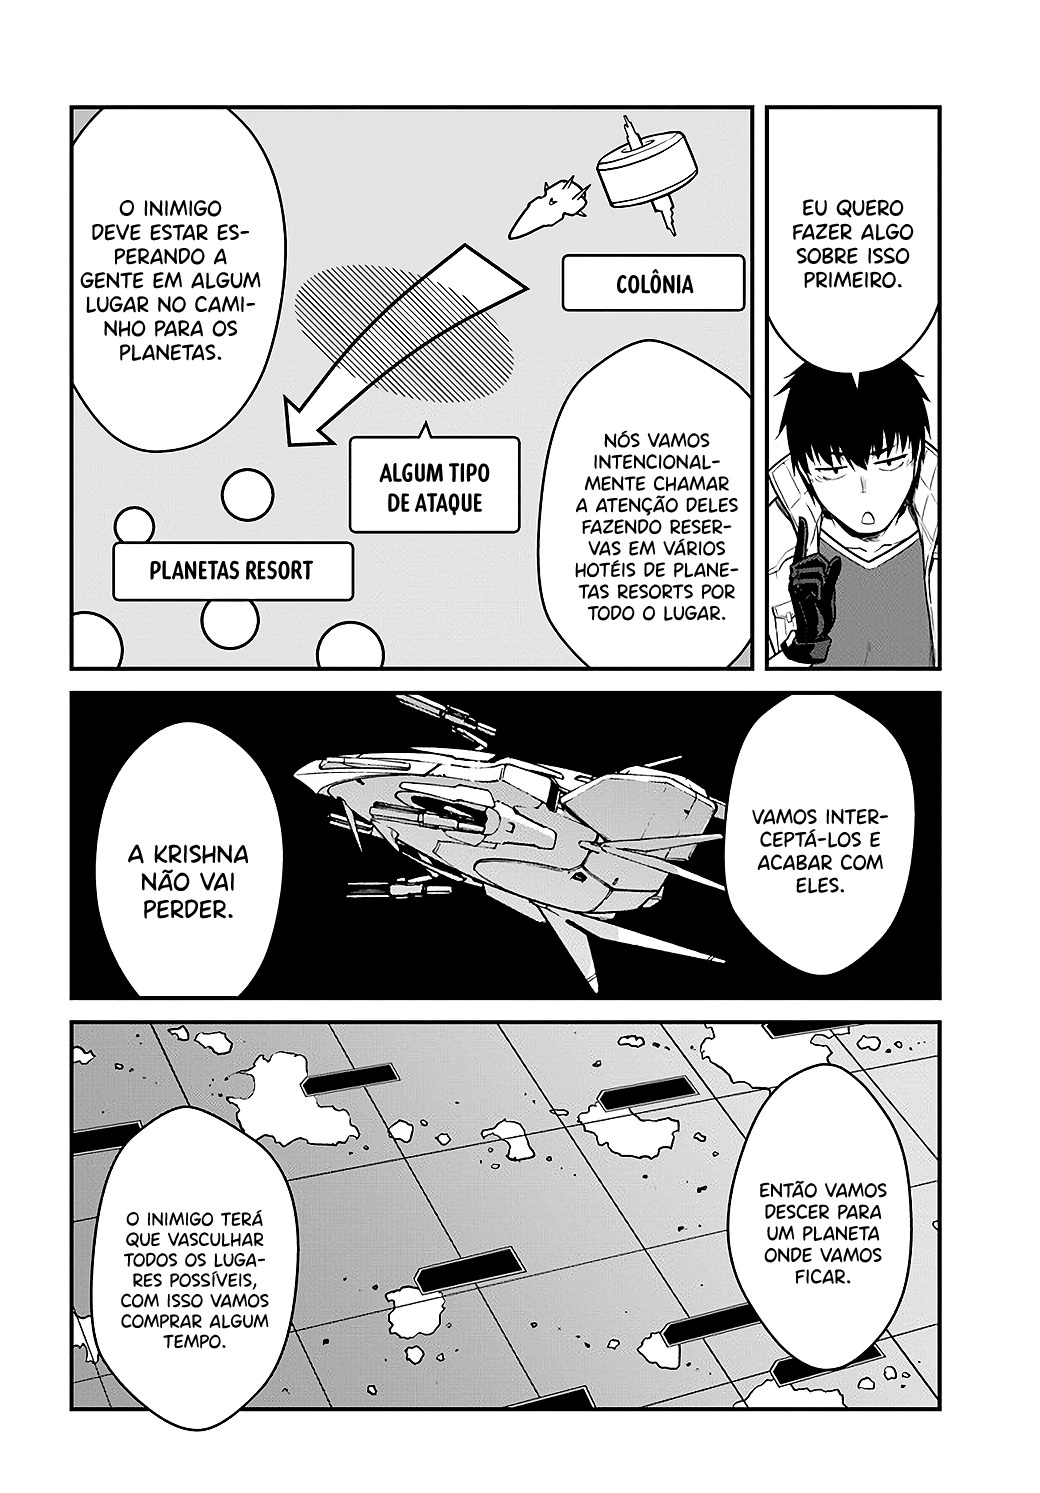 EU QUERO
FAZER ALGO
SOBRE ISSO
PRIMEIRO.
COLÔNIA
NÓS VAMOS
INTENCIONAL-
MENTE CHAMAR
A ATENÇÃO DELES
FAZENDO RESER-
VAS EM VÁRIOS
HOTÉIS DE PLANE-
TAS RESORTS POR
TODO O LUGAR.
O INIMIGO
DEVE ESTAR ES-
PERANDO A
GENTE EM ALGUM
LUGAR NO CAMI-
NHO PARA OS
PLANETAS.
ALGUM TIPO
DE ATAQUE
PLANETAS RESORT
VAMOS INTER-
CEPTÁ-LOS E
ACABAR COM
ELES.
A KRISHNA
NÃO VAI
PERDER.
ENTÃO VAMOS
DESCER PARA
UM PLANETA
ONDE VAMOS
FICAR.
O INIMIGO TERÁ
QUE VASCULHAR
TODOS OS LUGA-
RES POSSÍVEIS,
COM ISSO VAMOS
COMPRAR ALGUM
TEMPO.